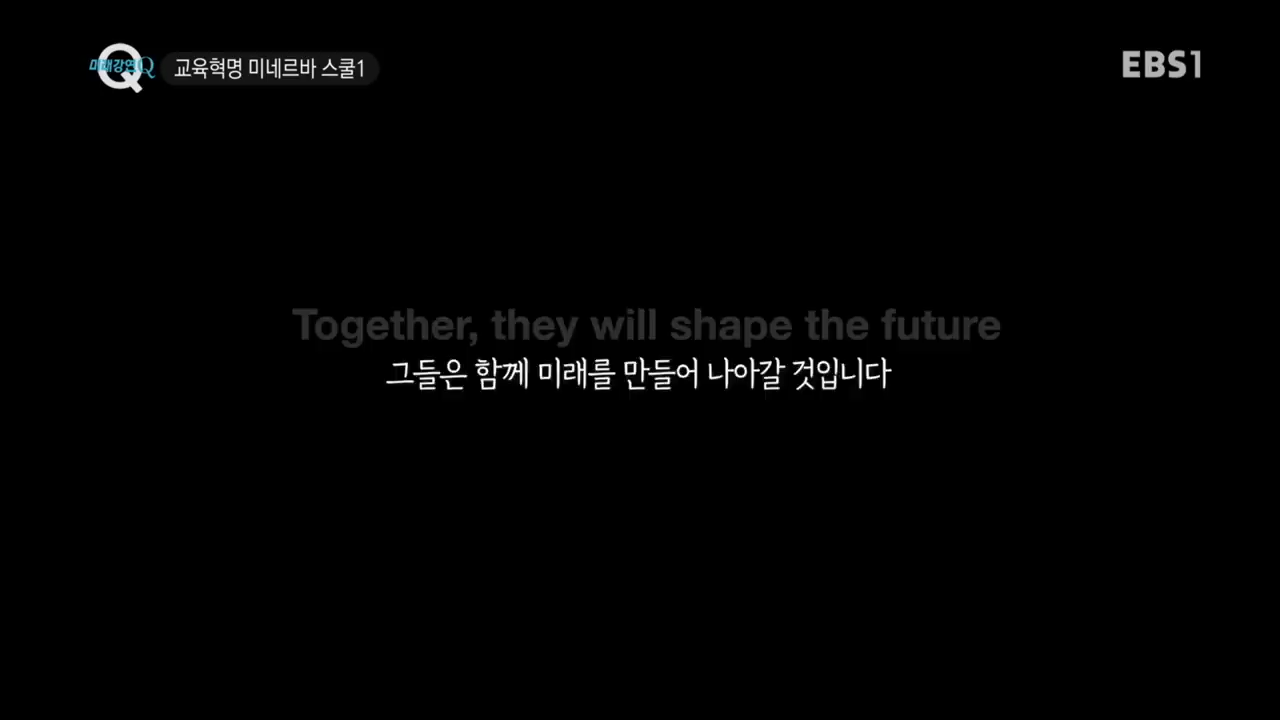 미래강연Q
교육혁명 미네르바 스쿨1
EBS1
Together, they will shape the future
그들은 함께 미래를 만들어 나아갈 것입니다